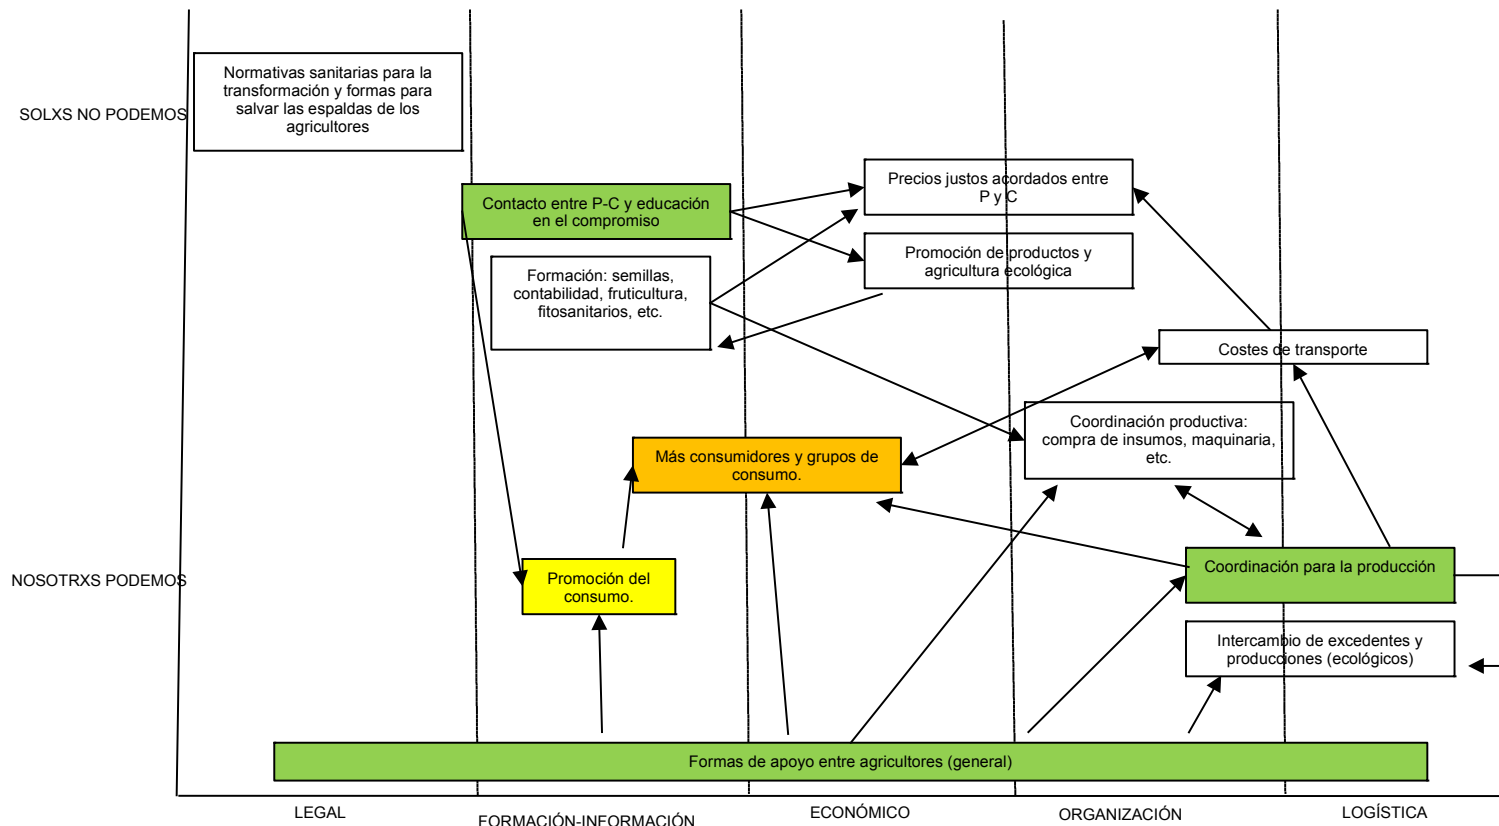 Normativas sanitarias para la
transformación y formas para
salvar las espaldas de los
agricultores
SOLXS NO PODEMOS
Precios justos acordados entre
P y C
Contacto entre P-C y educación
en el compromiso
Promoción de productos y
agricultura ecológica
Formación: semillas,
contabilidad, fruticultura,
fitosanitarios, etc.
Costes de transporte
Coordinación productiva:
compra de insumos, maquinaria,
etc.
Más consumidores y grupos de
consumo.
NOSOTRXS PODEMOS
Promoción del
consumo.
Coordinación para la producción
Intercambio de excedentes y
producciones (ecológicos)
Formas de apoyo entre agricultores (general)
LEGAL
FORMACIÓN-INFORMACIÓN
ECONÓMICO
ORGANIZACIÓN
LOGÍSTICA